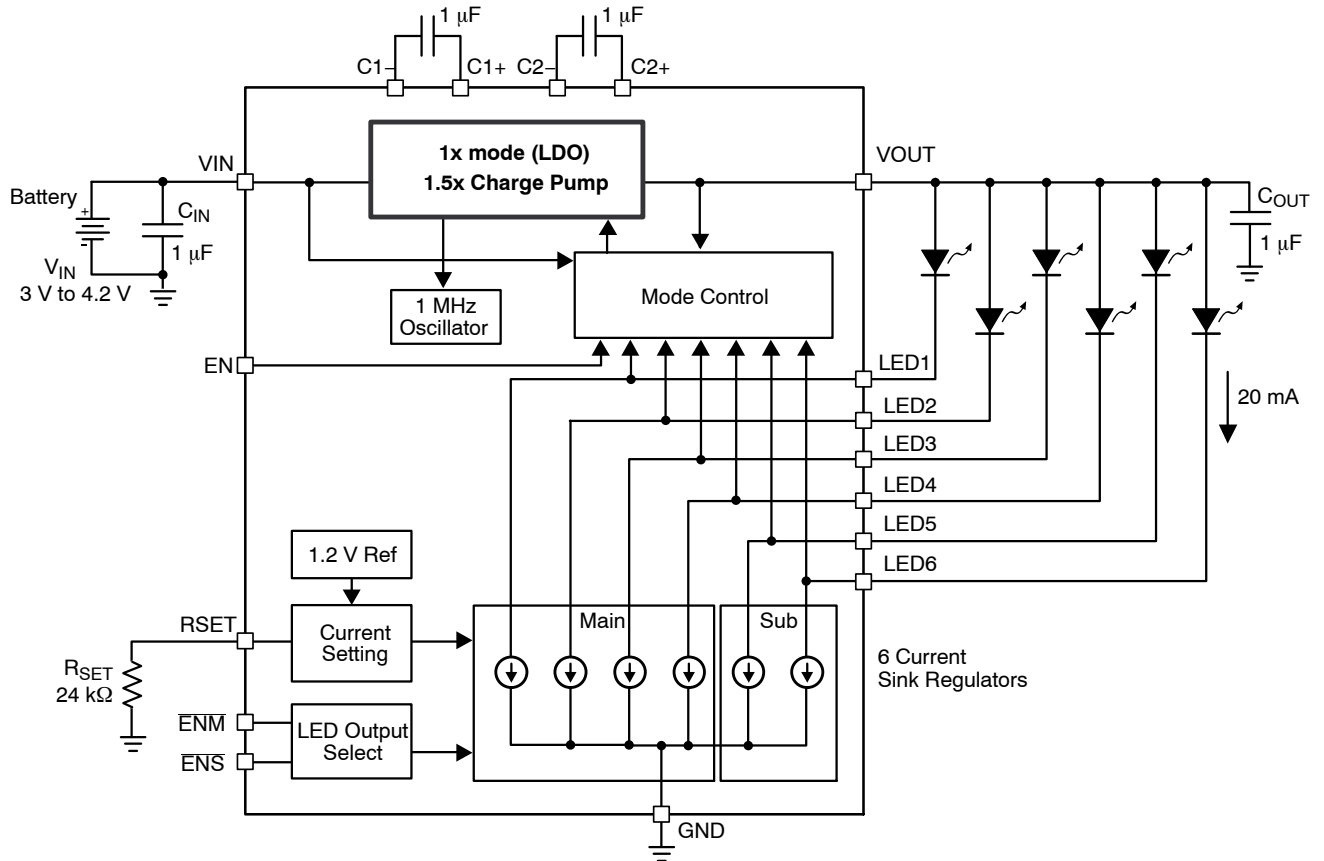 1 μF
1 μF
C1–
C1+
C2–
C2+
1x mode (LDO)
1.5x Charge Pump
VIN
VOUT
Battery
+
-
CIN
1 μF
VIN
3 V to 4.2 V
COUT
1 μF
1 MHz
Oscillator
Mode Control
EN
LED1
LED2
LED3
LED4
LED5
LED6
20 mA
1.2 V Ref
RSET
Current
Setting
Main
Sub
RSET
24 kΩ
6 Current
Sink Regulators
ENM
ENS
LED Output
Select
GND